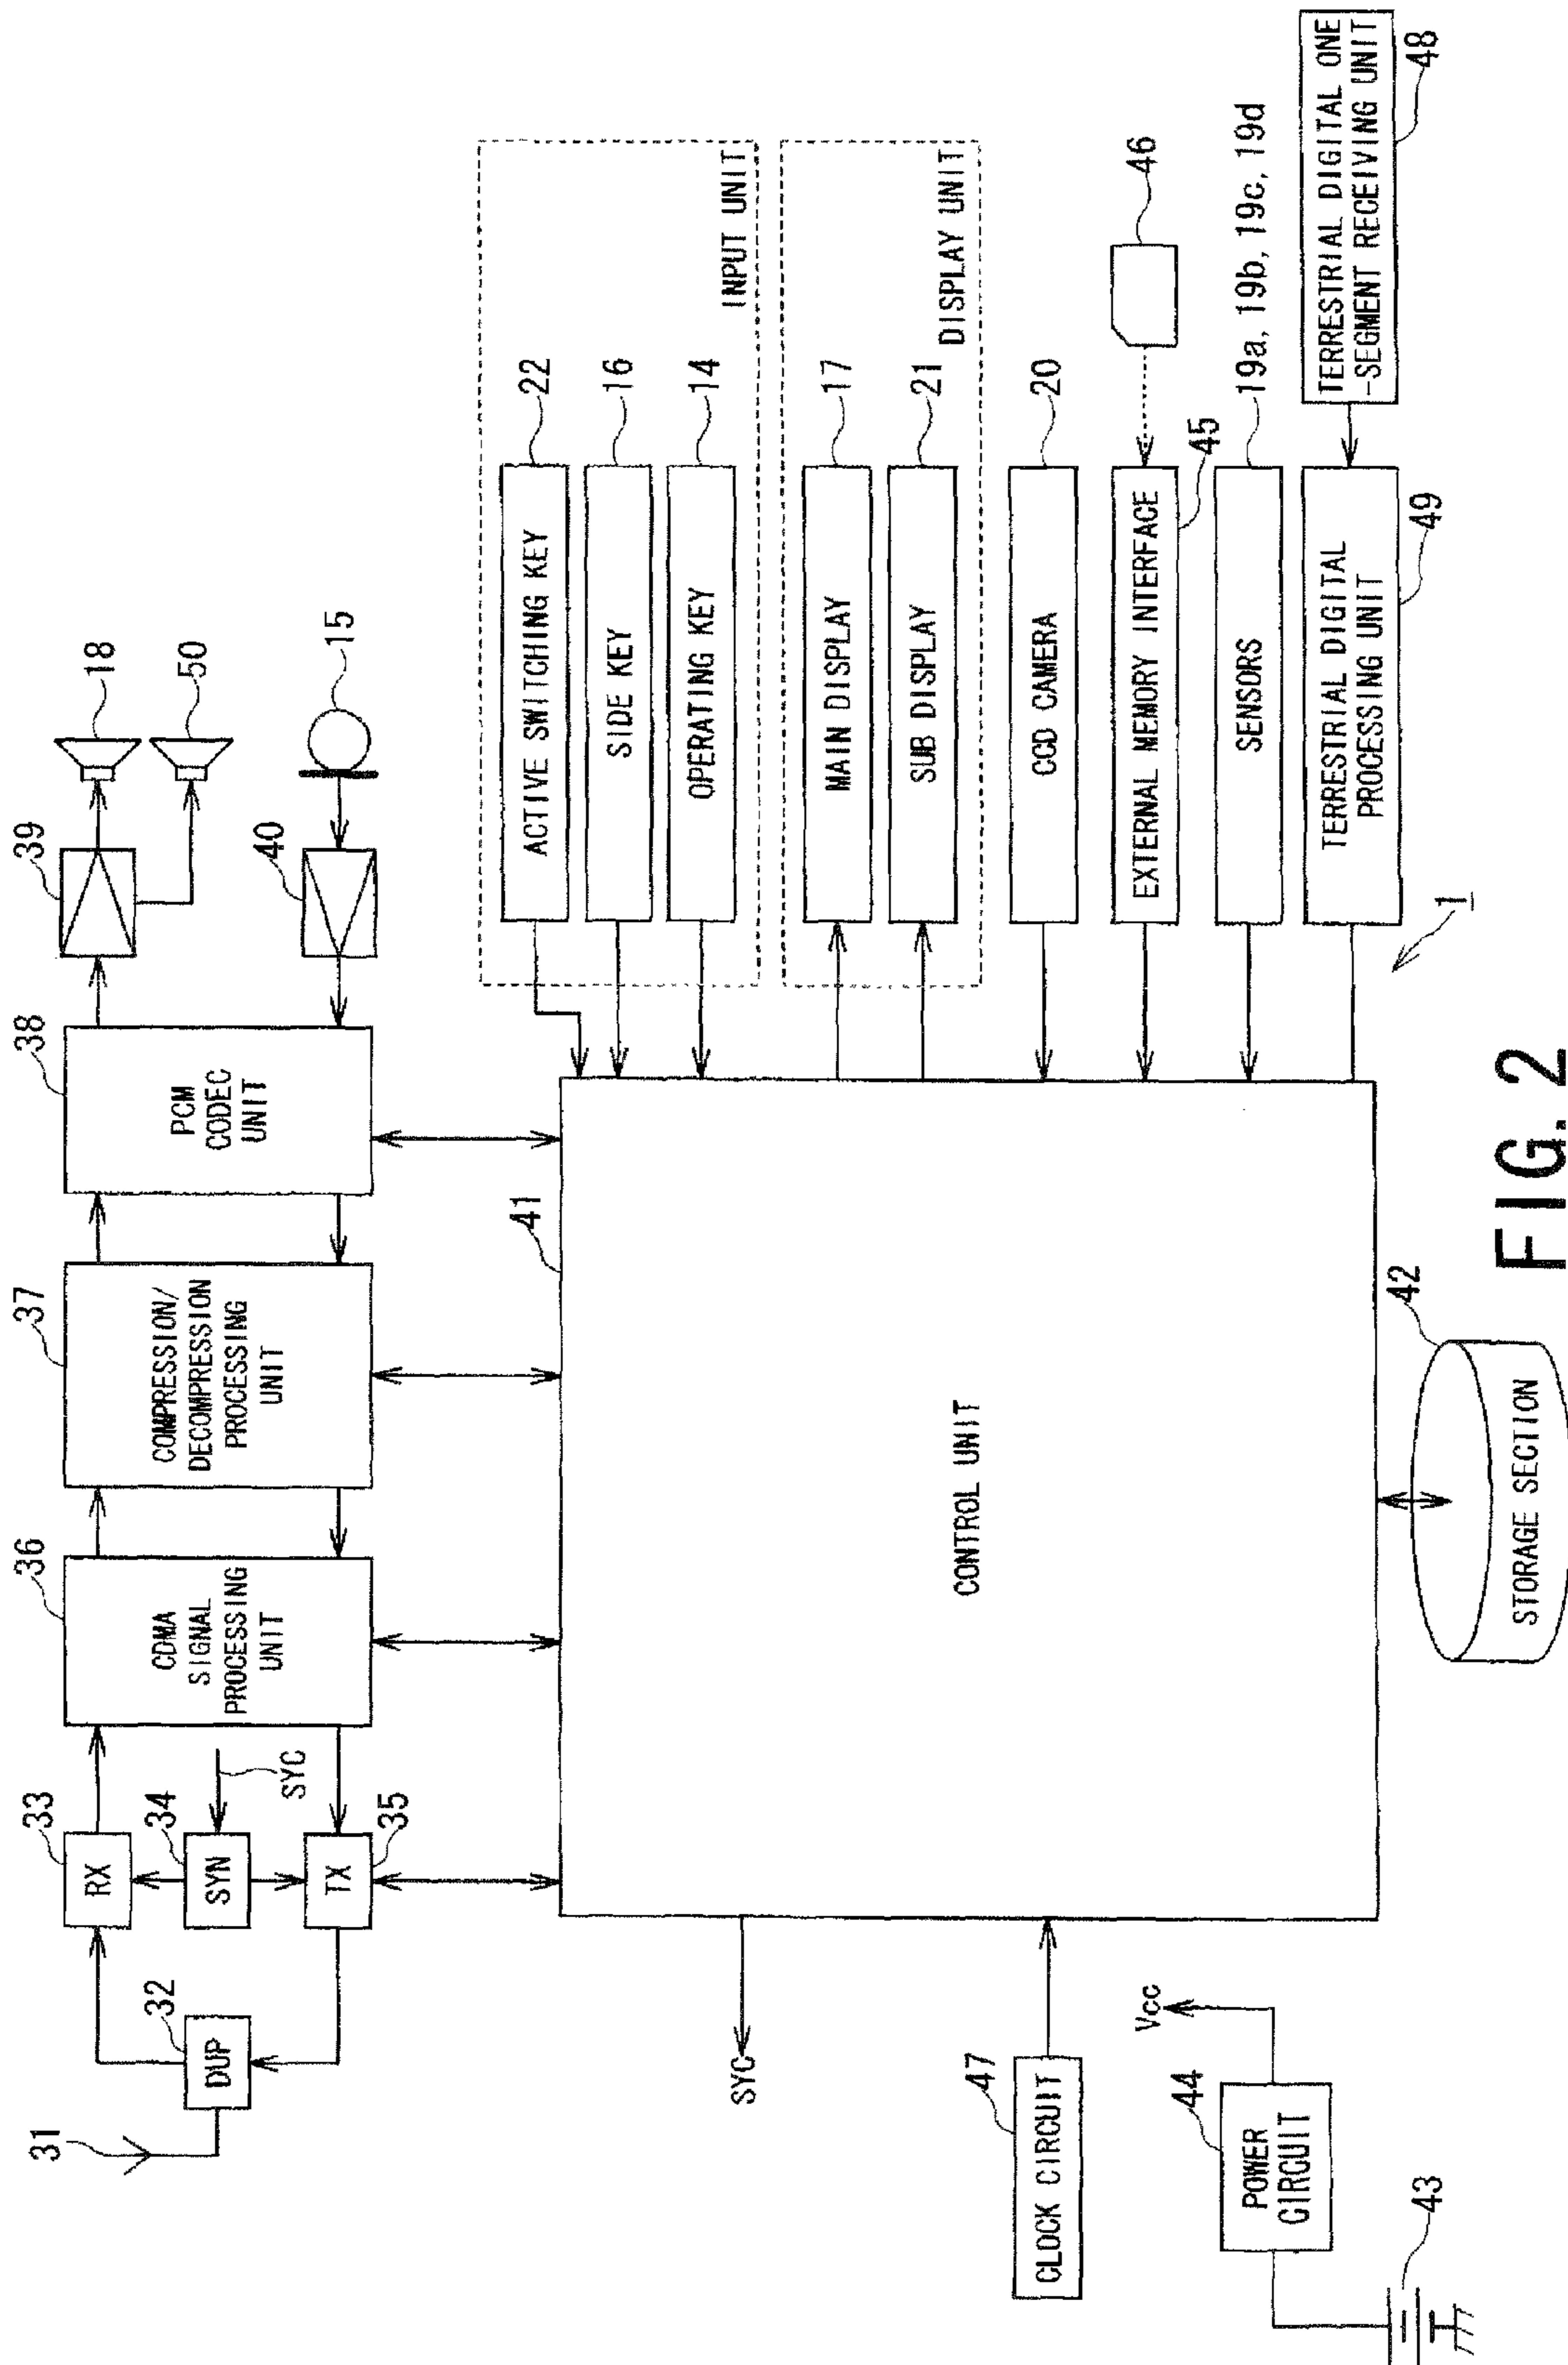 31
32
DUP
33
RX
34
SYN
SYC
TX
35
36
CDMA
SIGNAL
PROCESSING
UNIT
37
COMPRESSION/
DECOMPRESSION
PROCESSING
UNIT
38
PCM
CODEC
UNIT
39
18
50
40
15
41
CONTROL UNIT
SYC
47
CLOCK CIRCUIT
Vcc
44
POWER
CIRCUIT
43
42
STORAGE SECTION
ACTIVE SWITCHING KEY
22
SIDE KEY
16
OPERATING KEY
14
INPUT UNIT
MAIN DISPLAY
17
SUB DISPLAY
21
DISPLAY UNIT
CCD CAMERA
20
EXTERNAL MEMORY INTERFACE
45
46
SENSORS
19a, 19b, 19c, 19d
TERRESTRIAL DIGITAL
PROCESSING UNIT
49
TERRESTRIAL DIGITAL ONE
-SEGMENT RECEIVING UNIT
48
1
FIG. 2